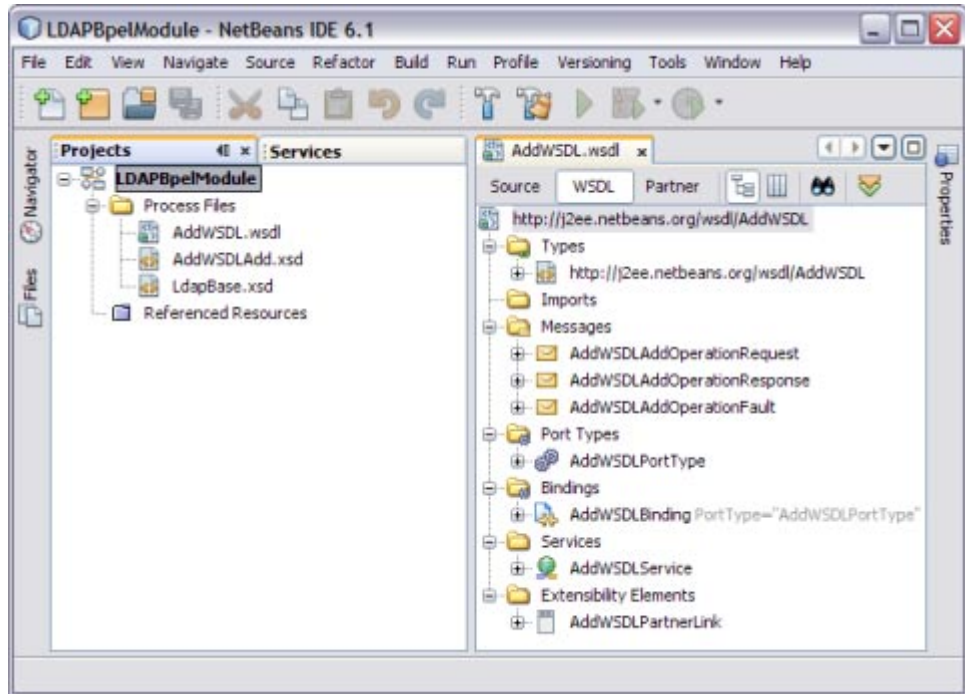 LDAPBpelModule - NetBeans IDE 6.1
File Edit View Navigate Source Refactor Build Run Profile Versioning Tools Window Help
Projects
Services
Navigator
Files
LDAPBpelModule
Process Files
AddWSDL.wsdl
AddWSDLAdd.xsd
LdapBase.xsd
Referenced Resources
AddWSDL.wsdl
Source WSDL Partner
http://j2ee.netbeans.org/wsdl/AddWSDL
Types
http://j2ee.netbeans.org/wsdl/AddWSDL
Imports
Messages
AddWSDLAddOperationRequest
AddWSDLAddOperationResponse
AddWSDLAddOperationFault
Port Types
AddWSDLPortType
Bindings
AddWSDLBinding PortType="AddWSDLPortType"
Services
AddWSDLService
Extensibility Elements
AddWSDLPartnerLink
Properties